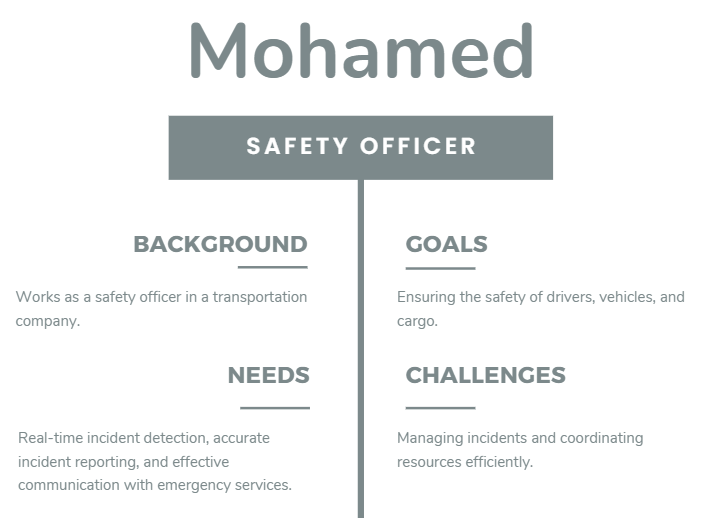 Mohamed
SAFETY OFFICER
BACKGROUND
Works as a safety officer in a transportation
company.
GOALS
Ensuring the safety of drivers, vehicles, and
cargo.
NEEDS
Real-time incident detection, accurate
incident reporting, and effective
communication with emergency services.
CHALLENGES
Managing incidents and coordinating
resources efficiently.